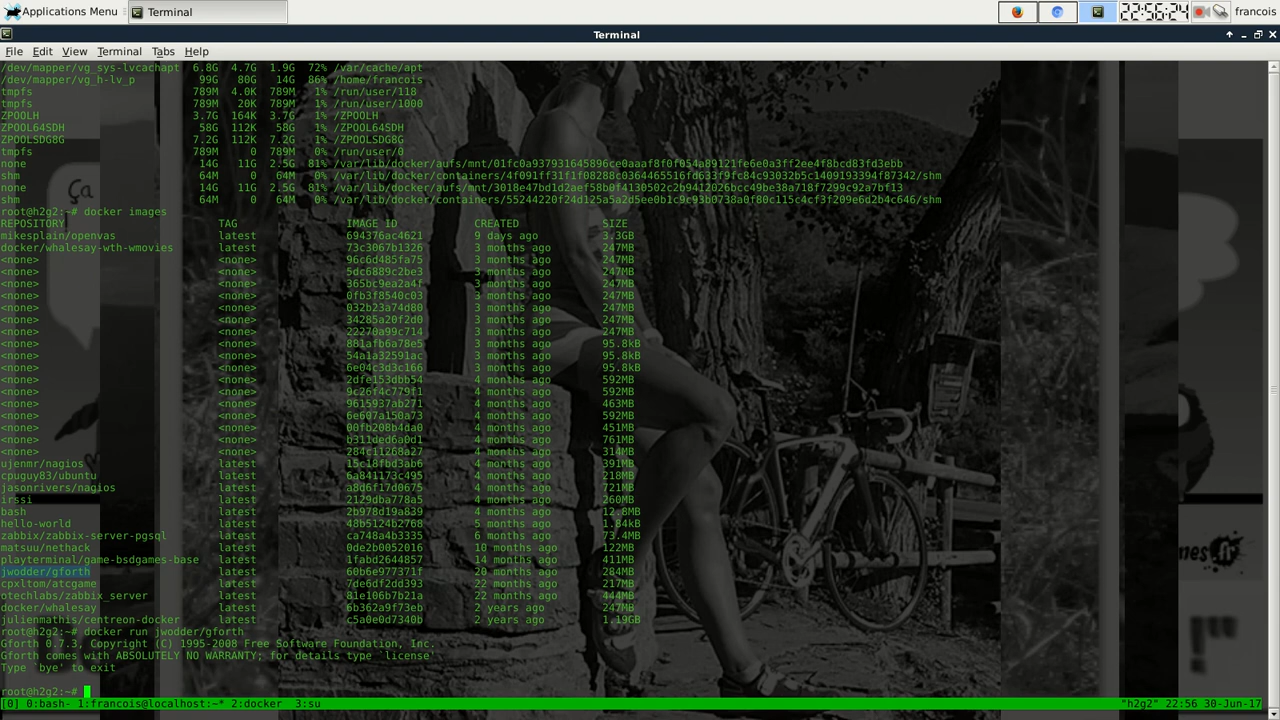 Applications Menu Terminal 22:56:24 francois
Terminal
File Edit View Terminal Tabs Help
/dev/mapper/vg_sys-lvcachapt 6.8G 4.7G 1.9G 72% /var/cache/apt
/dev/mapper/vg_h-lv_p 99G 80G 14G 86% /home/francois
tmpfs 789M 4.0K 789M 1% /run/user/118
tmpfs 789M 20K 789M 1% /run/user/1000
ZPOOLH 3.7G 164K 3.7G 1% /ZPOOLH
ZPOOL64SDH 58G 112K 58G 1% /ZPOOL64SDH
ZPOOLSDG8G 7.2G 112K 7.2G 1% /ZPOOLSDG8G
tmpfs 789M 0 789M 0% /run/user/0
none 14G 11G 2.5G 81% /var/lib/docker/aufs/mnt/01fc0a937931645896ce0aaaf8f0f054a89121fe6e0a3ff2ee4f8bcd83fd3ebb
shm 64M 0 64M 0% /var/lib/docker/containers/4f091ff31f1f08288c0364465516fd633f9cfc84c93032b5c1409193394f87342/shm
none 14G 11G 2.5G 81% /var/lib/docker/aufs/mnt/3018e47bd1d2aef58b0f4130502c2b9412026bcc49be38a718f7299c92a7bf13
shm 64M 0 64M 0% /var/lib/docker/containers/55244220f24d125a5a2d5ee0b1c9c93b0738a0f80c115c4cf3f209e6d2b4c646/shm
root@h2g2:~# docker images
REPOSITORY TAG IMAGE ID CREATED SIZE
mikesplain/openvas latest 694376ac4621 9 days ago 3.3GB
docker/whalesay-wth-wmovies latest 73c3067b1326 3 months ago 247MB
<none> <none> 96c6d485fa75 3 months ago 247MB
<none> <none> 5dc6889c2be3 3 months ago 247MB
<none> <none> 365bc9ea2a4f 3 months ago 247MB
<none> <none> 0fb3f8540c03 3 months ago 247MB
<none> <none> 032b23a74d80 3 months ago 247MB
<none> <none> 34285a20f2d0 3 months ago 247MB
<none> <none> 22270a99c714 3 months ago 247MB
<none> <none> 881afb6a78e5 3 months ago 95.8kB
<none> <none> 54a1a32591ac 3 months ago 95.8kB
<none> <none> 6e04c3d3c166 3 months ago 95.8kB
<none> <none> 2dfe153dbb54 4 months ago 592MB
<none> <none> 9c26f4c779f1 4 months ago 592MB
<none> <none> 9615937ab271 4 months ago 463MB
<none> <none> 6e607a150a73 4 months ago 592MB
<none> <none> 00fb208b4da0 4 months ago 451MB
<none> <none> b311ded6a0d1 4 months ago 761MB
<none> <none> 284c11268a27 4 months ago 314MB
ujenmr/nagios latest 15c18fbd3ab6 4 months ago 391MB
cpuguy83/ubuntu latest 6a841173c495 4 months ago 218MB
jasonrivers/nagios latest a8d6f17d0675 4 months ago 721MB
irssi latest 2129dba778a5 4 months ago 260MB
bash latest 2b978d19a839 4 months ago 12.8MB
hello-world latest 48b5124b2768 5 months ago 1.84kB
zabbix/zabbix-server-pgsql latest ca748a4b3335 6 months ago 73.4MB
matsuu/nethack latest 0de2b0052016 10 months ago 122MB
playterminal/game-bsdgames-base latest 1fabd2644857 14 months ago 411MB
jwodder/gforth latest 60b6e977371f 20 months ago 284MB
cpxltom/atcgame latest 7de6df2dd393 22 months ago 217MB
otechlabs/zabbix_server latest 81e106b7b21a 22 months ago 444MB
docker/whalesay latest 6b362a9f73eb 2 years ago 247MB
julienmathis/centreon-docker latest c5a0e0d7340b 2 years ago 1.19GB
root@h2g2:~# docker run jwodder/gforth
Gforth 0.7.3, Copyright (C) 1995-2008 Free Software Foundation, Inc.
Gforth comes with ABSOLUTELY NO WARRANTY; for details type `license'
Type `bye' to exit
root@h2g2:~#
[0] 0:bash- 1:francois@localhost:~* 2:docker 3:su "h2g2" 22:56 30-Jun-17
Ça